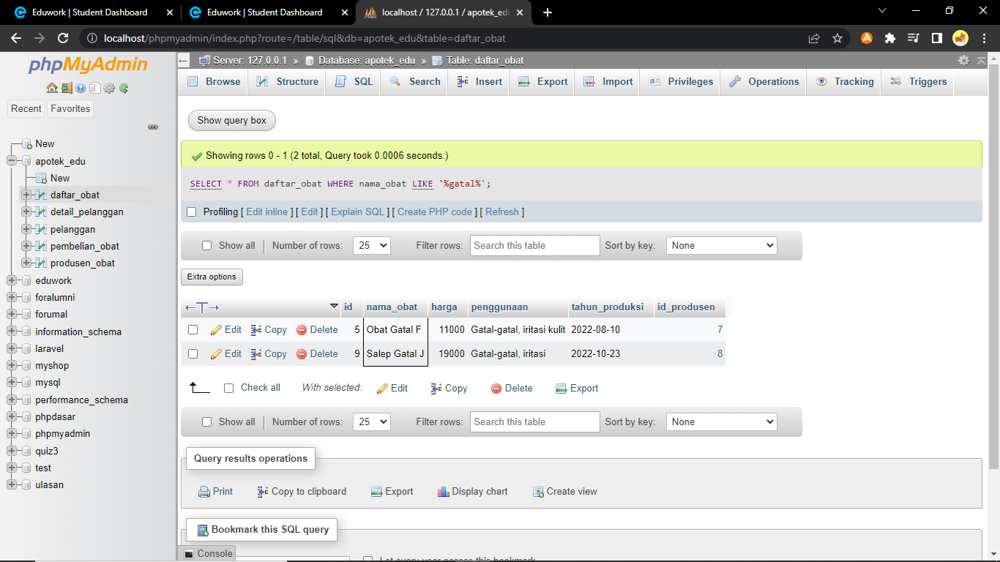 Eduwork | Student Dashboard
Eduwork | Student Dashboard
localhost / 127.0.0.1 / apotek_edu
localhost/phpmyadmin/index.php?route=/table/sql&db=apotek_edu&table=daftar_obat
phpMyAdmin
Recent Favorites
New
apotek_edu
New
daftar_obat
detail_pelanggan
pelanggan
pembelian_obat
produsen_obat
eduwork
foralumni
forumal
information_schema
laravel
myshop
mysql
performance_schema
phpdasar
phpmyadmin
quiz3
test
ulasan
Server: 127.0.0.1 » Database: apotek_edu » Table: daftar_obat
Browse Structure SQL Search Insert Export Import Privileges Operations Tracking Triggers
Show query box
Showing rows 0 - 1 (2 total, Query took 0.0006 seconds.)
SELECT * FROM daftar_obat WHERE nama_obat LIKE '%gatal%';
Profiling [ Edit inline ] [ Edit ] [ Explain SQL ] [ Create PHP code ] [ Refresh ]
Show all Number of rows: 25 Filter rows: Search this table Sort by key: None
Extra options
←T→ id nama_obat harga penggunaan tahun_produksi id_produsen
Edit Copy Delete 5 Obat Gatal F 11000 Gatal-gatal, iritasi kulit 2022-08-10 7
Edit Copy Delete 9 Salep Gatal J 19000 Gatal-gatal, iritasi 2022-10-23 8
Check all With selected: Edit Copy Delete Export
Show all Number of rows: 25 Filter rows: Search this table Sort by key: None
Query results operations
Print Copy to clipboard Export Display chart Create view
Bookmark this SQL query
Console
Let every user access this bookmark